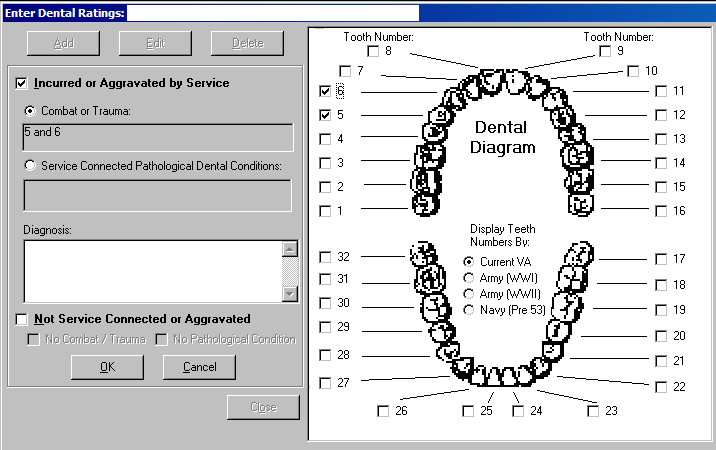 Enter Dental Ratings:
Add Edit Delete
Incurred or Aggravated by Service
Combat or Trauma:
5 and 6
Service Connected Pathological Dental Conditions:
Diagnosis:
Not Service Connected or Aggravated
No Combat / Trauma No Pathological Condition
OK Cancel
Close
Tooth Number: Tooth Number:
8 9
7 10
6 11
5 12
4 13
3 14
2 15
1 16
Dental
Diagram
Display Teeth
Numbers By:
Current VA
Army (WWI)
Army (WWII)
Navy (Pre 53)
32 17
31 18
30 19
29 20
28 21
27 22
26 25 24 23